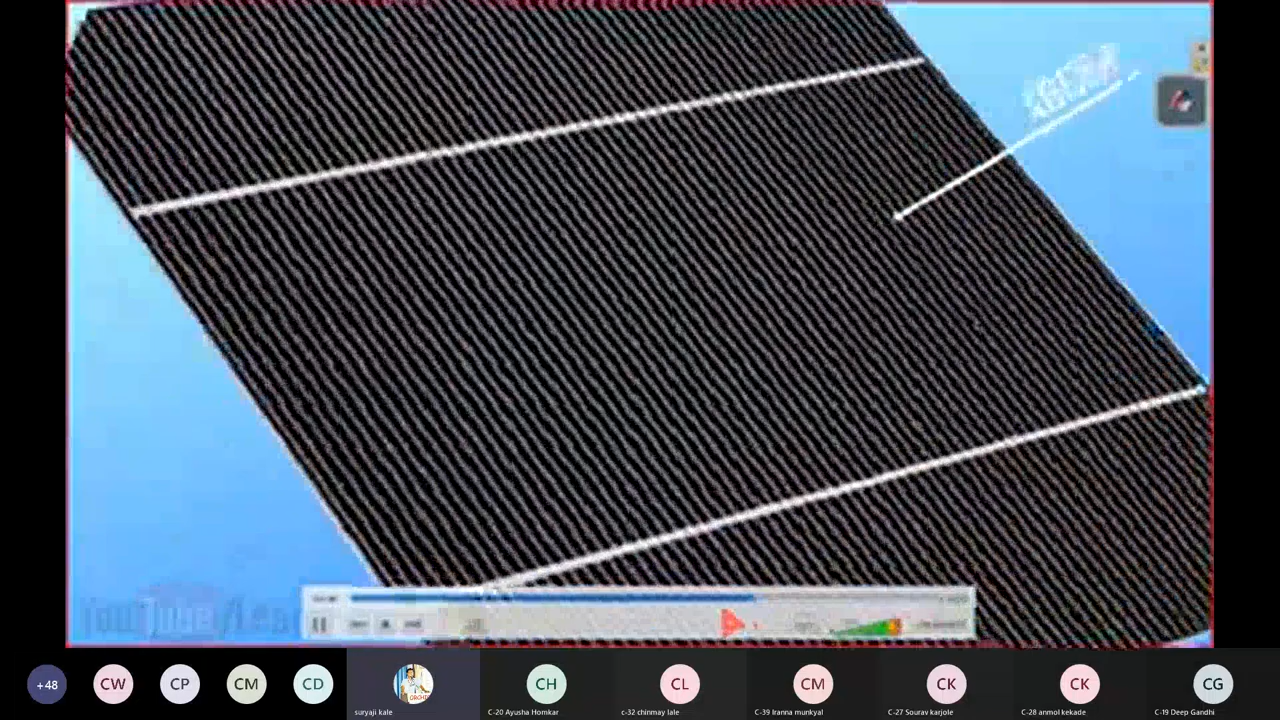 +48
CW
CP
CM
CD
CH
CL
CM
CK
CK
CG
suryaji kale
C-20 Ayusha Homkar
c-32 chinmay lale
C-39 Iranna munkyal
C-27 Sourav karjole
C-28 anmol kekade
C-19 Deep Gandhi